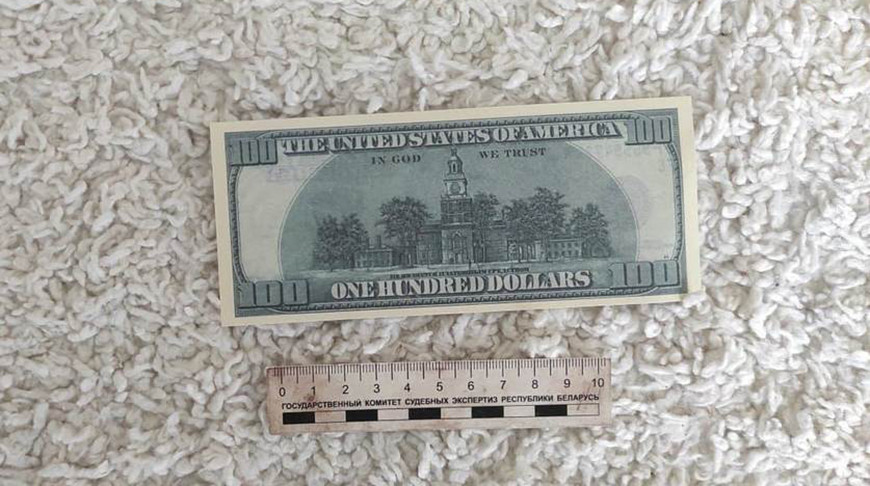 100 THE UNITED STATES OF AMERICA 100
IN GOD WE TRUST
100 ONE HUNDRED DOLLARS 100
0 1 2 3 4 5 6 7 8 9 10
ГОСУДАРСТВЕННЫЙ КОМИТЕТ СУДЕБНЫХ ЭКСПЕРТИЗ РЕСПУБЛИКИ БЕЛАРУСЬ